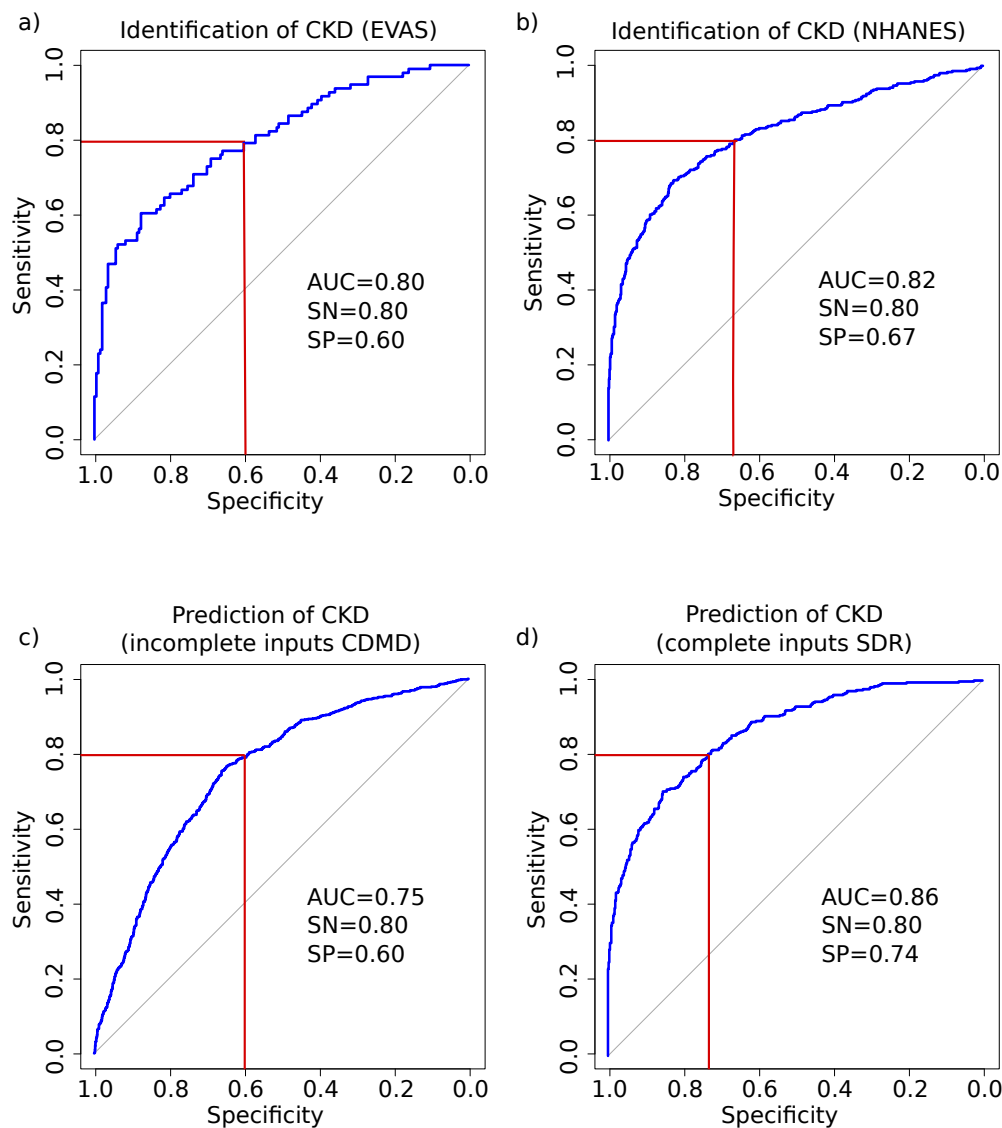 a)
Identification of CKD (EVAS)
Sensitivity
1.0
0.8
0.6
0.4
0.2
0.0
AUC=0.80
SN=0.80
SP=0.60
1.0 0.8 0.6 0.4 0.2 0.0
Specificity
b)
Identification of CKD (NHANES)
Sensitivity
1.0
0.8
0.6
0.4
0.2
0.0
AUC=0.82
SN=0.80
SP=0.67
1.0 0.8 0.6 0.4 0.2 0.0
Specificity
c)
Prediction of CKD
(incomplete inputs CDMD)
Sensitivity
1.0
0.8
0.6
0.4
0.2
0.0
AUC=0.75
SN=0.80
SP=0.60
1.0 0.8 0.6 0.4 0.2 0.0
Specificity
d)
Prediction of CKD
(complete inputs SDR)
Sensitivity
1.0
0.8
0.6
0.4
0.2
0.0
AUC=0.86
SN=0.80
SP=0.74
1.0 0.8 0.6 0.4 0.2 0.0
Specificity